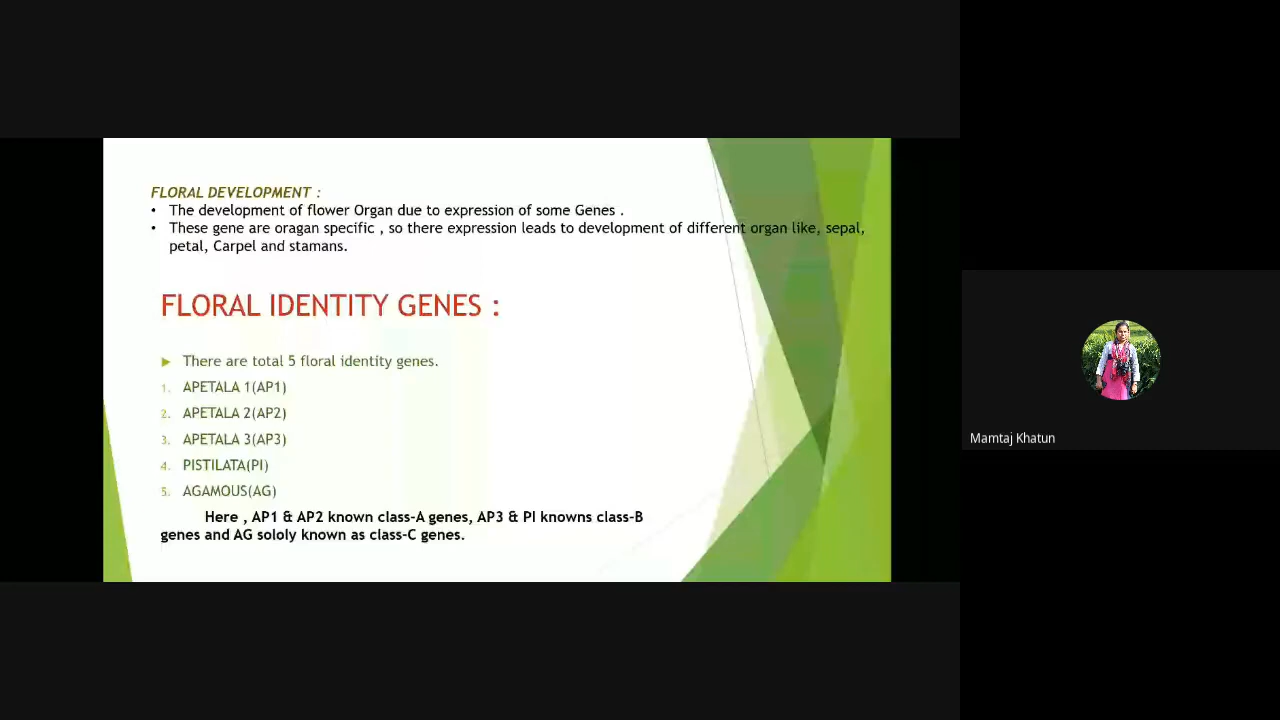 FLORAL DEVELOPMENT :
• The development of flower Organ due to expression of some Genes .
• These gene are oragan specific , so there expression leads to development of different organ like, sepal,
petal, Carpel and stamans.
FLORAL IDENTITY GENES :
▶ There are total 5 floral identity genes.
1. APETALA 1(AP1)
2. APETALA 2(AP2)
3. APETALA 3(AP3)
4. PISTILATA(PI)
5. AGAMOUS(AG)
Here , AP1 & AP2 known class-A genes, AP3 & PI knowns class-B
genes and AG sololy known as class-C genes.
Mamtaj Khatun